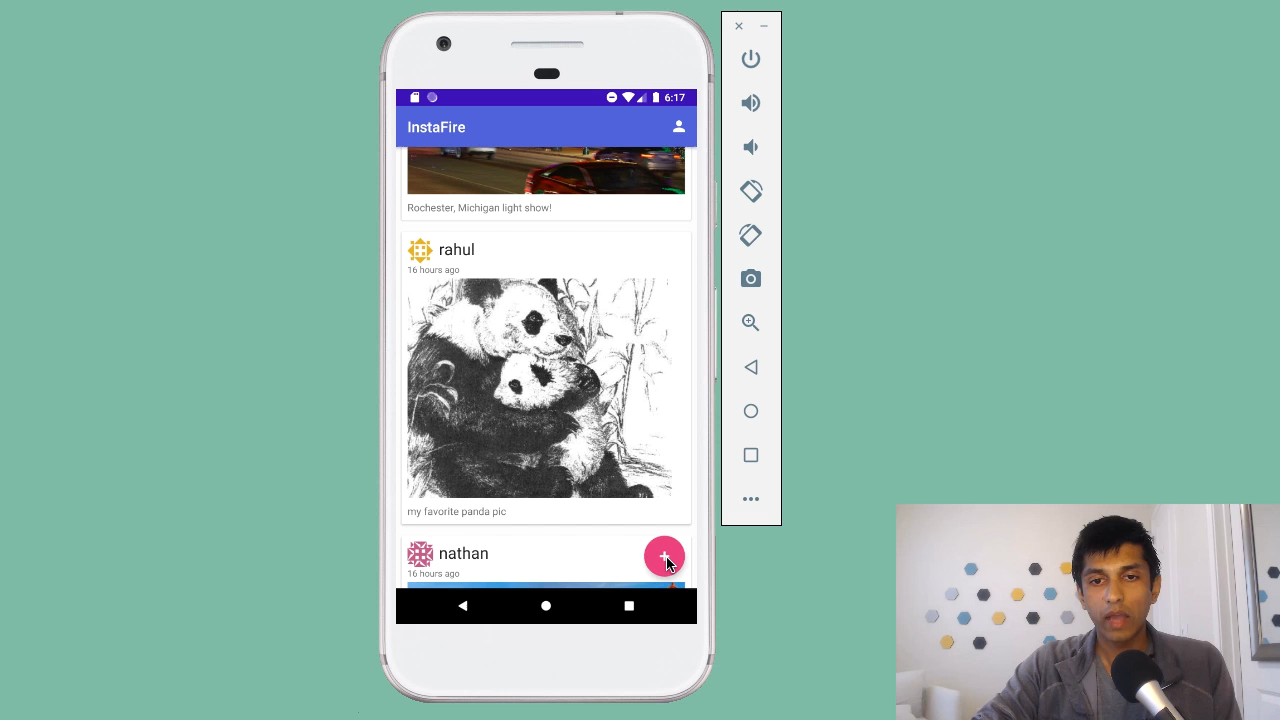 6:17
InstaFire
Rochester, Michigan light show!
rahul
16 hours ago
my favorite panda pic
nathan
16 hours ago